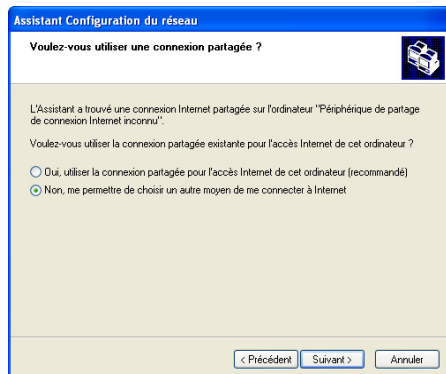 Assistant Configuration du réseau
Voulez-vous utiliser une connexion partagée ?
L'Assistant a trouvé une connexion Internet partagée sur l'ordinateur "Périphérique de partage
de connexion Internet inconnu".
Voulez-vous utiliser la connexion partagée existante pour l'accès Internet de cet ordinateur ?
Oui, utiliser la connexion partagée pour l'accès Internet de cet ordinateur (recommandé)
Non, me permettre de choisir un autre moyen de me connecter à Internet
< Précédent Suivant > Annuler